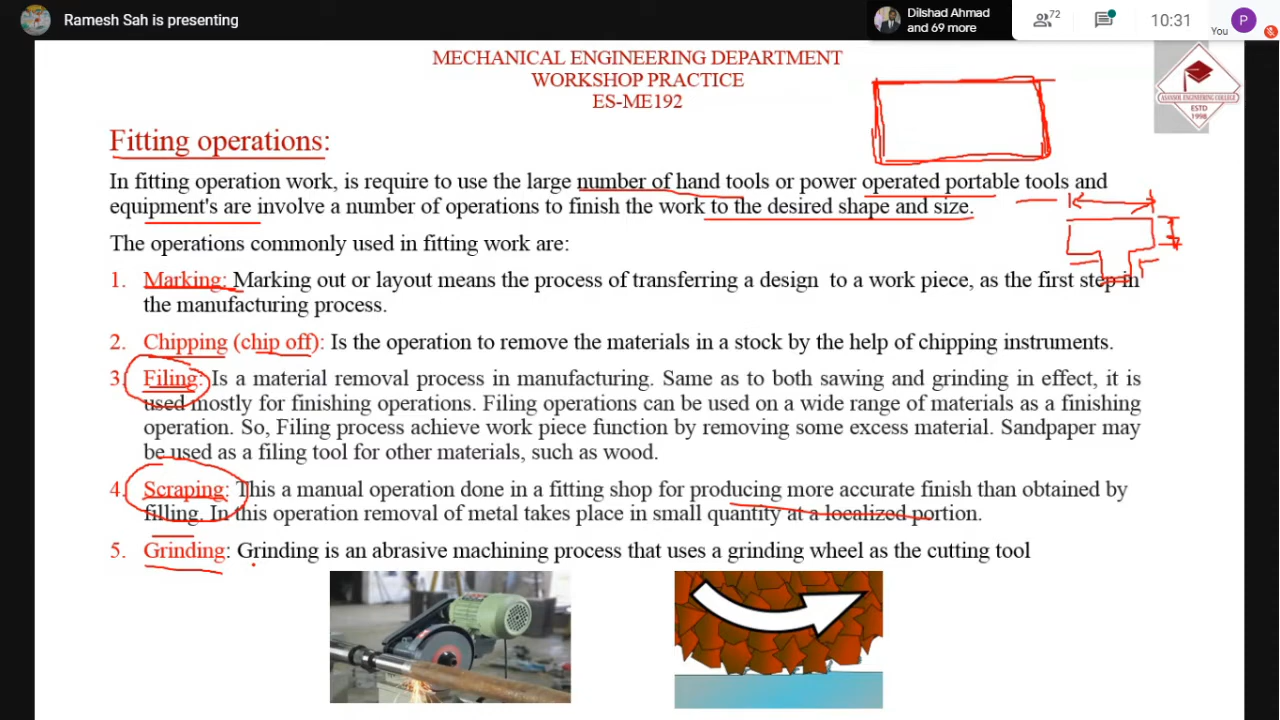 Ramesh Sah is presenting
Dilshad Ahmad
and 69 more
72
10:31
You
P
MECHANICAL ENGINEERING DEPARTMENT
WORKSHOP PRACTICE
ES-ME192
ASANSOL ENGINEERING COLLEGE
ESTD
1998
Fitting operations:
In fitting operation work, is require to use the large number of hand tools or power operated portable tools and
equipment's are involve a number of operations to finish the work to the desired shape and size.
The operations commonly used in fitting work are:
1. Marking: Marking out or layout means the process of transferring a design to a work piece, as the first step in
the manufacturing process.
2. Chipping (chip off): Is the operation to remove the materials in a stock by the help of chipping instruments.
3. Filing: Is a material removal process in manufacturing. Same as to both sawing and grinding in effect, it is
used mostly for finishing operations. Filing operations can be used on a wide range of materials as a finishing
operation. So, Filing process achieve work piece function by removing some excess material. Sandpaper may
be used as a filing tool for other materials, such as wood.
4. Scraping: This a manual operation done in a fitting shop for producing more accurate finish than obtained by
filling. In this operation removal of metal takes place in small quantity at a localized portion.
5. Grinding: Grinding is an abrasive machining process that uses a grinding wheel as the cutting tool